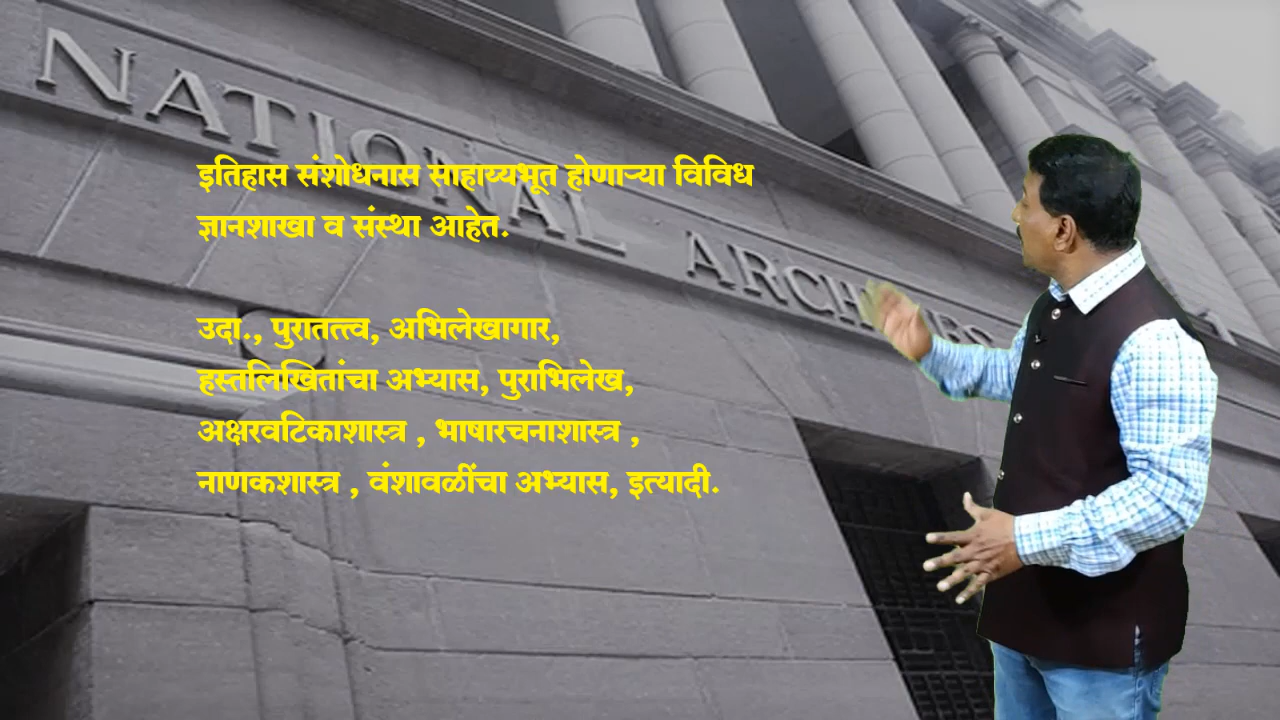 NATIONAL ARCHIVES
इतिहास संशोधनास साहाय्यभूत होणाऱ्या विविध
ज्ञानशाखा व संस्था आहेत.
उदा., पुरातत्त्व, अभिलेखागार,
हस्तलिखितांचा अभ्यास, पुराभिलेख,
अक्षरवटिकाशास्त्र , भाषारचनाशास्त्र ,
नाणकशास्त्र , वंशावळींचा अभ्यास, इत्यादी.